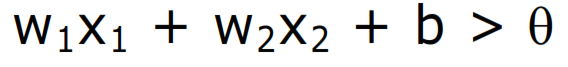 w₁x₁ + w₂x₂ + b > θ